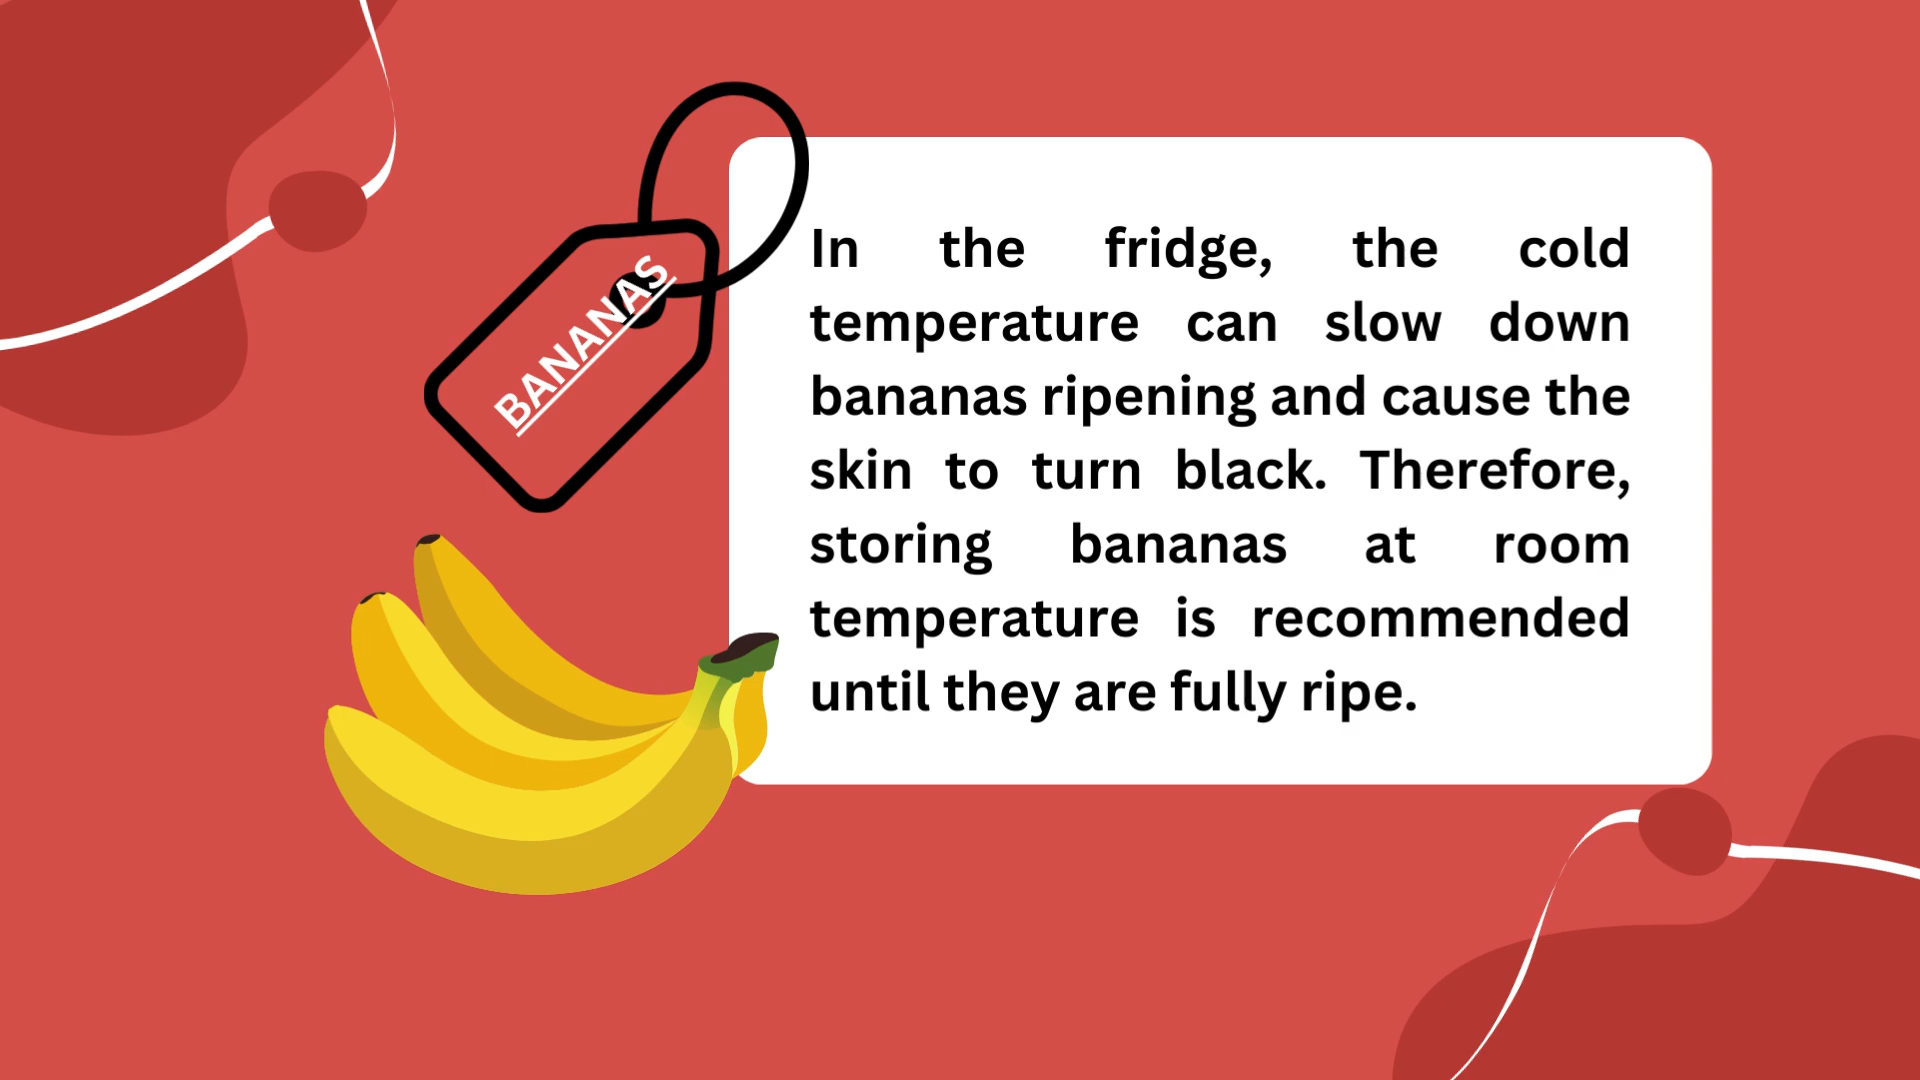 BANANAS
In the fridge, the cold
temperature can slow down
bananas ripening and cause the
skin to turn black. Therefore,
storing bananas at room
temperature is recommended
until they are fully ripe.